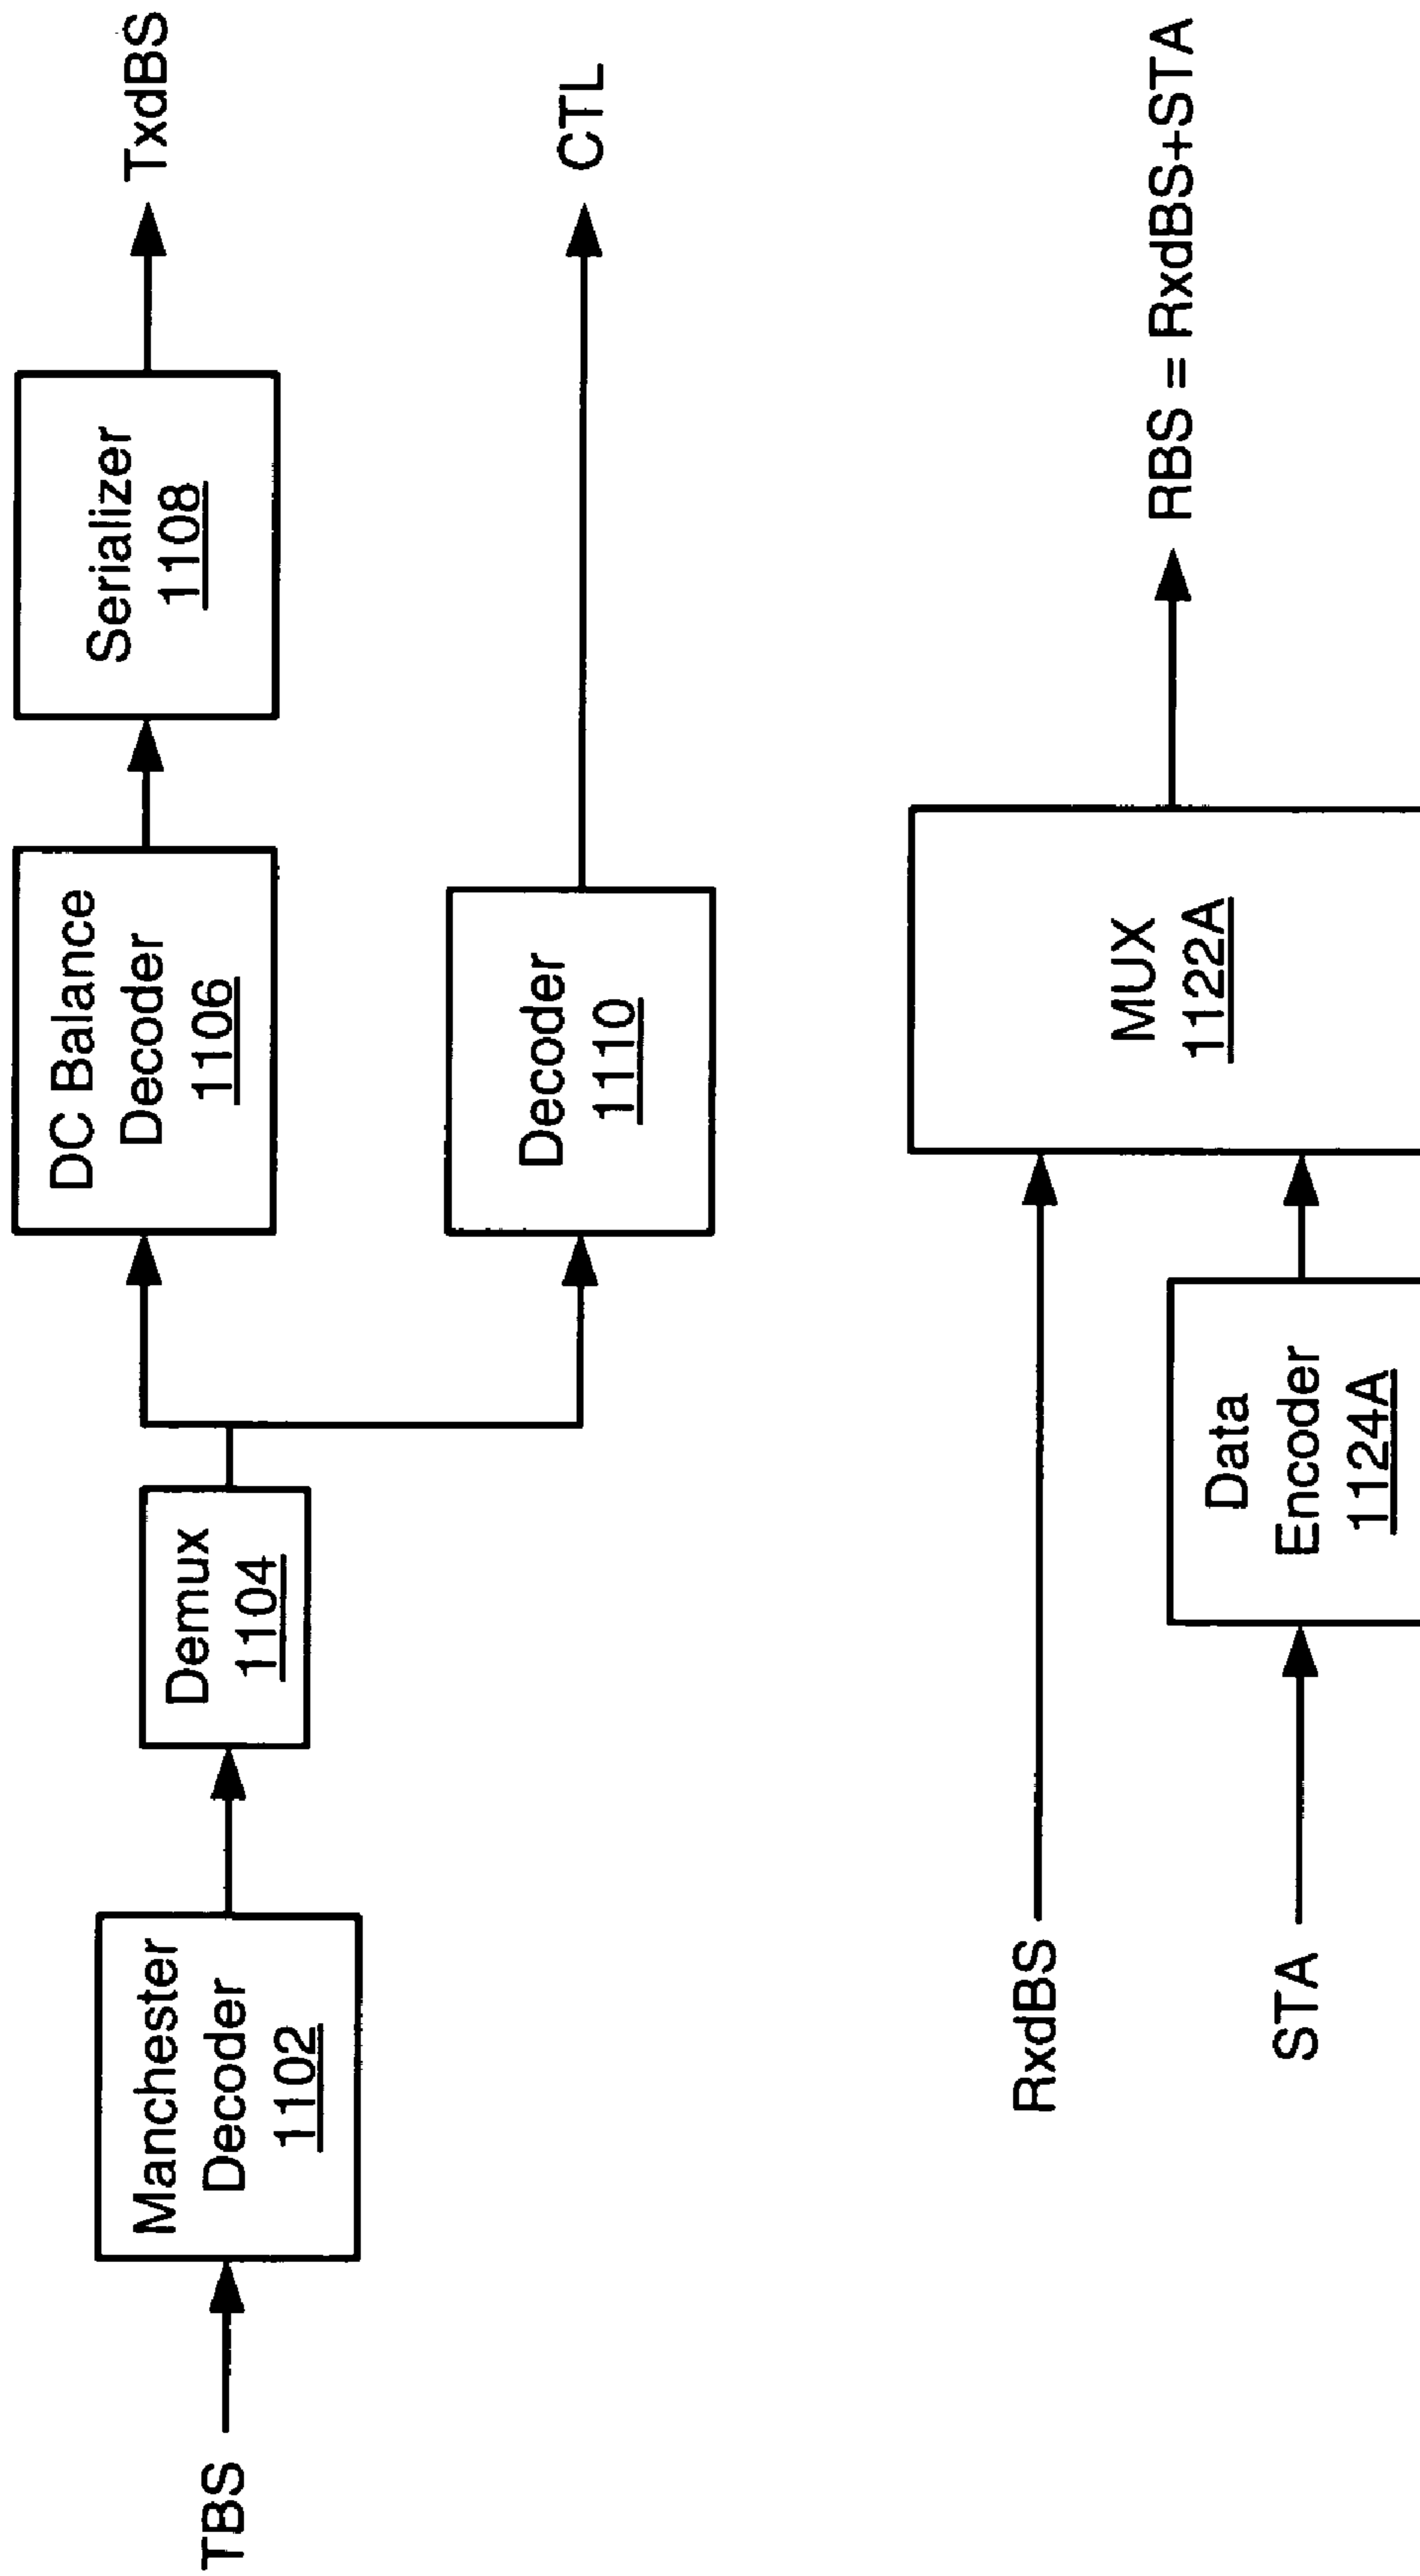 TBS
Manchester
Decoder
1102
Demux
1104
DC Balance
Decoder
1106
Serializer
1108
TxdBS
Decoder
1110
CTL
RxdBS
STA
Data
Encoder
1124A
MUX
1122A
RBS = RxdBS+STA